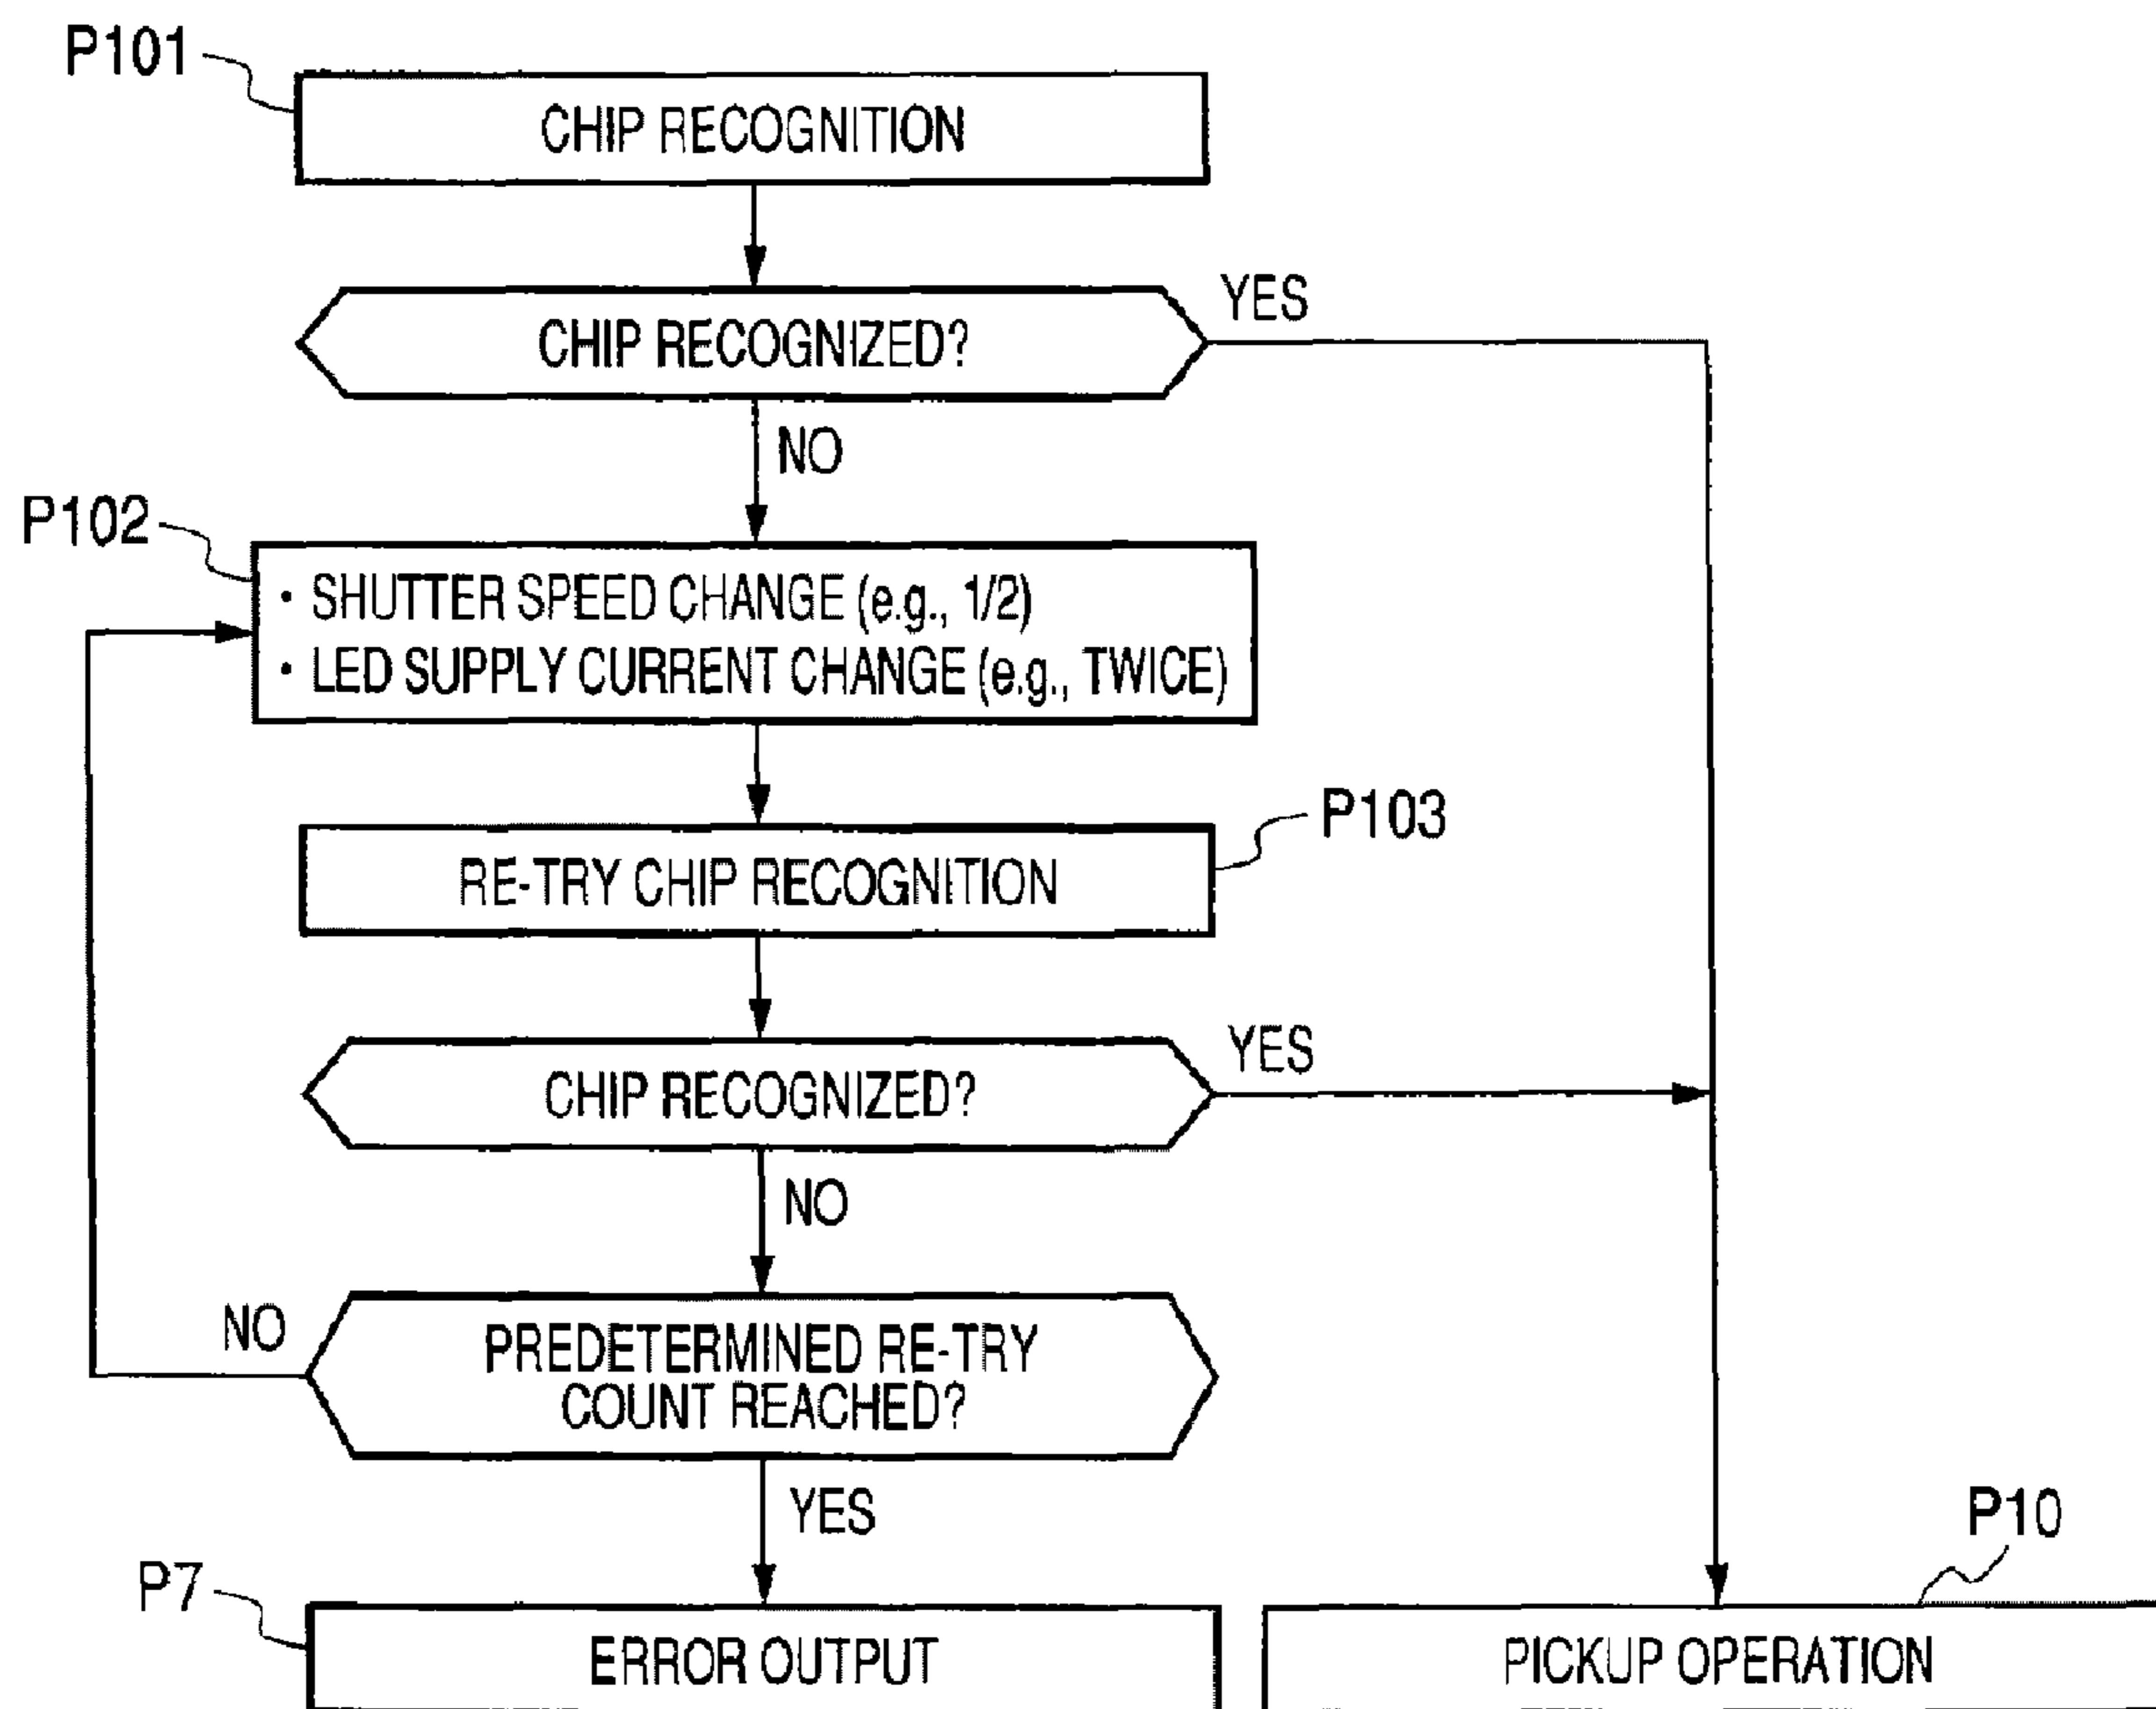 P101
CHIP RECOGNITION
CHIP RECOGNIZED?
YES
NO
P102
• SHUTTER SPEED CHANGE (e.g., 1/2)
• LED SUPPLY CURRENT CHANGE (e.g., TWICE)
P103
RE-TRY CHIP RECOGNITION
CHIP RECOGNIZED?
YES
NO
NO
PREDETERMINED RE-TRY
COUNT REACHED?
YES
P7
ERROR OUTPUT
P10
PICKUP OPERATION